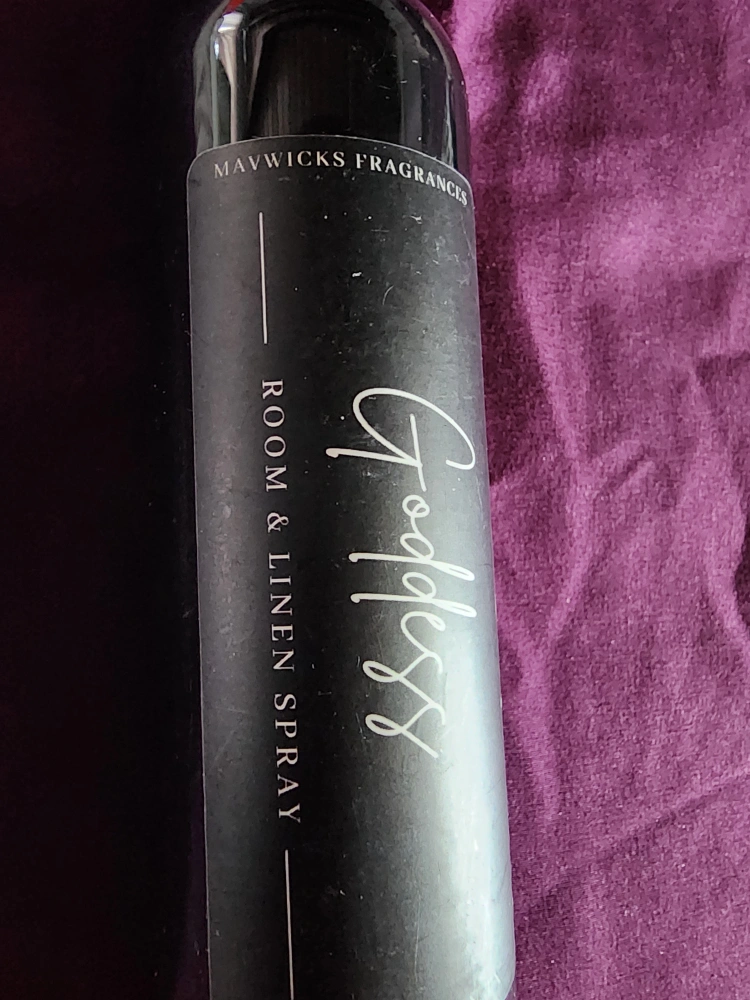 MAVWICKS FRAGRANCES
Goddess
ROOM & LINEN SPRAY